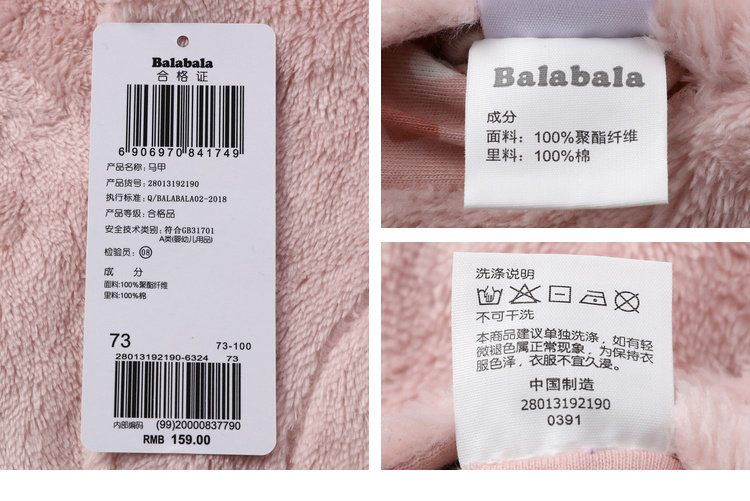 Balabala
合格证
6 906970 841749
产品名称：马甲
产品货号：28013192190
执行标准：Q/BALABALA02-2018
产品等级：合格品
安全技术类别：符合GB31701
A类(婴幼儿用品)
检验员：08
成 分
面料:100%聚酯纤维
里料:100%棉
73
73-100
28013192190-6324 73
内部编码 (99)20000837790
RMB 159.00
Balabala
成分
面料：100%聚酯纤维
里料：100%棉
洗涤说明
不可干洗
本商品建议单独洗涤，如有轻
微褪色属正常现象，为保持衣
服色泽，衣服不宜久浸。
中国制造
28013192190
0391